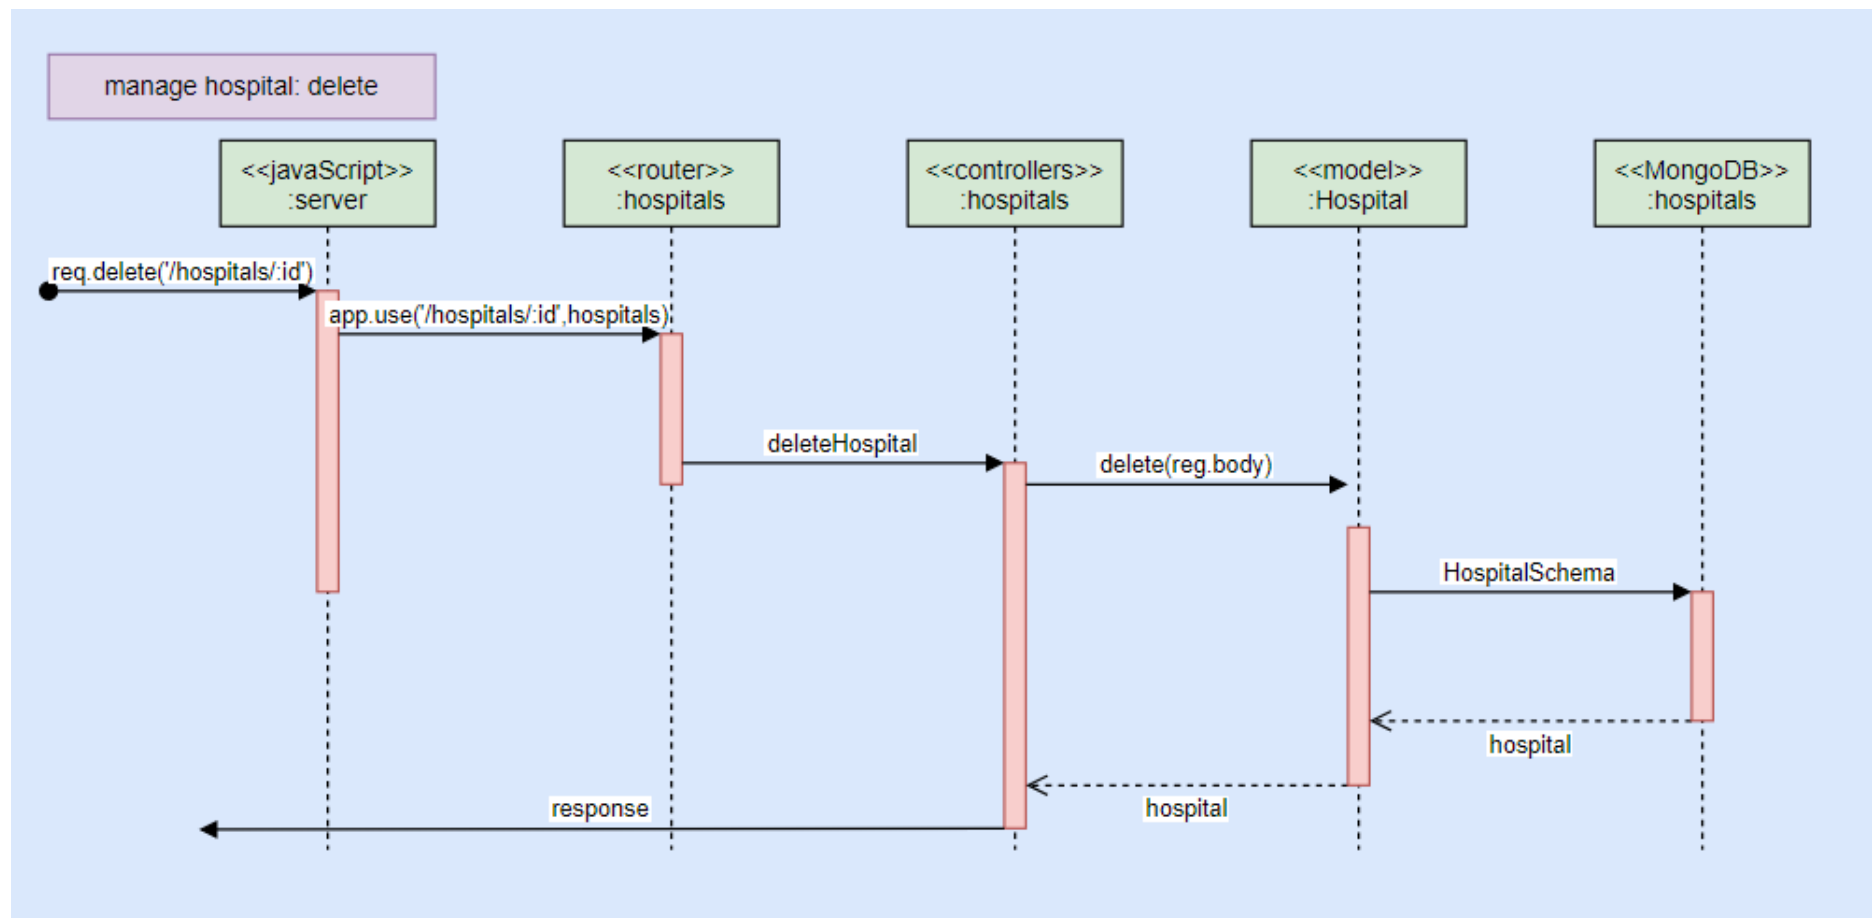 manage hospital: delete
<<javaScript>>
:server
<<router>>
:hospitals
<<controllers>>
:hospitals
<<model>>
:Hospital
<<MongoDB>>
:hospitals
req.delete('/hospitals/:id')
app.use('/hospitals/:id',hospitals)
deleteHospital
delete(reg.body)
HospitalSchema
hospital
hospital
response